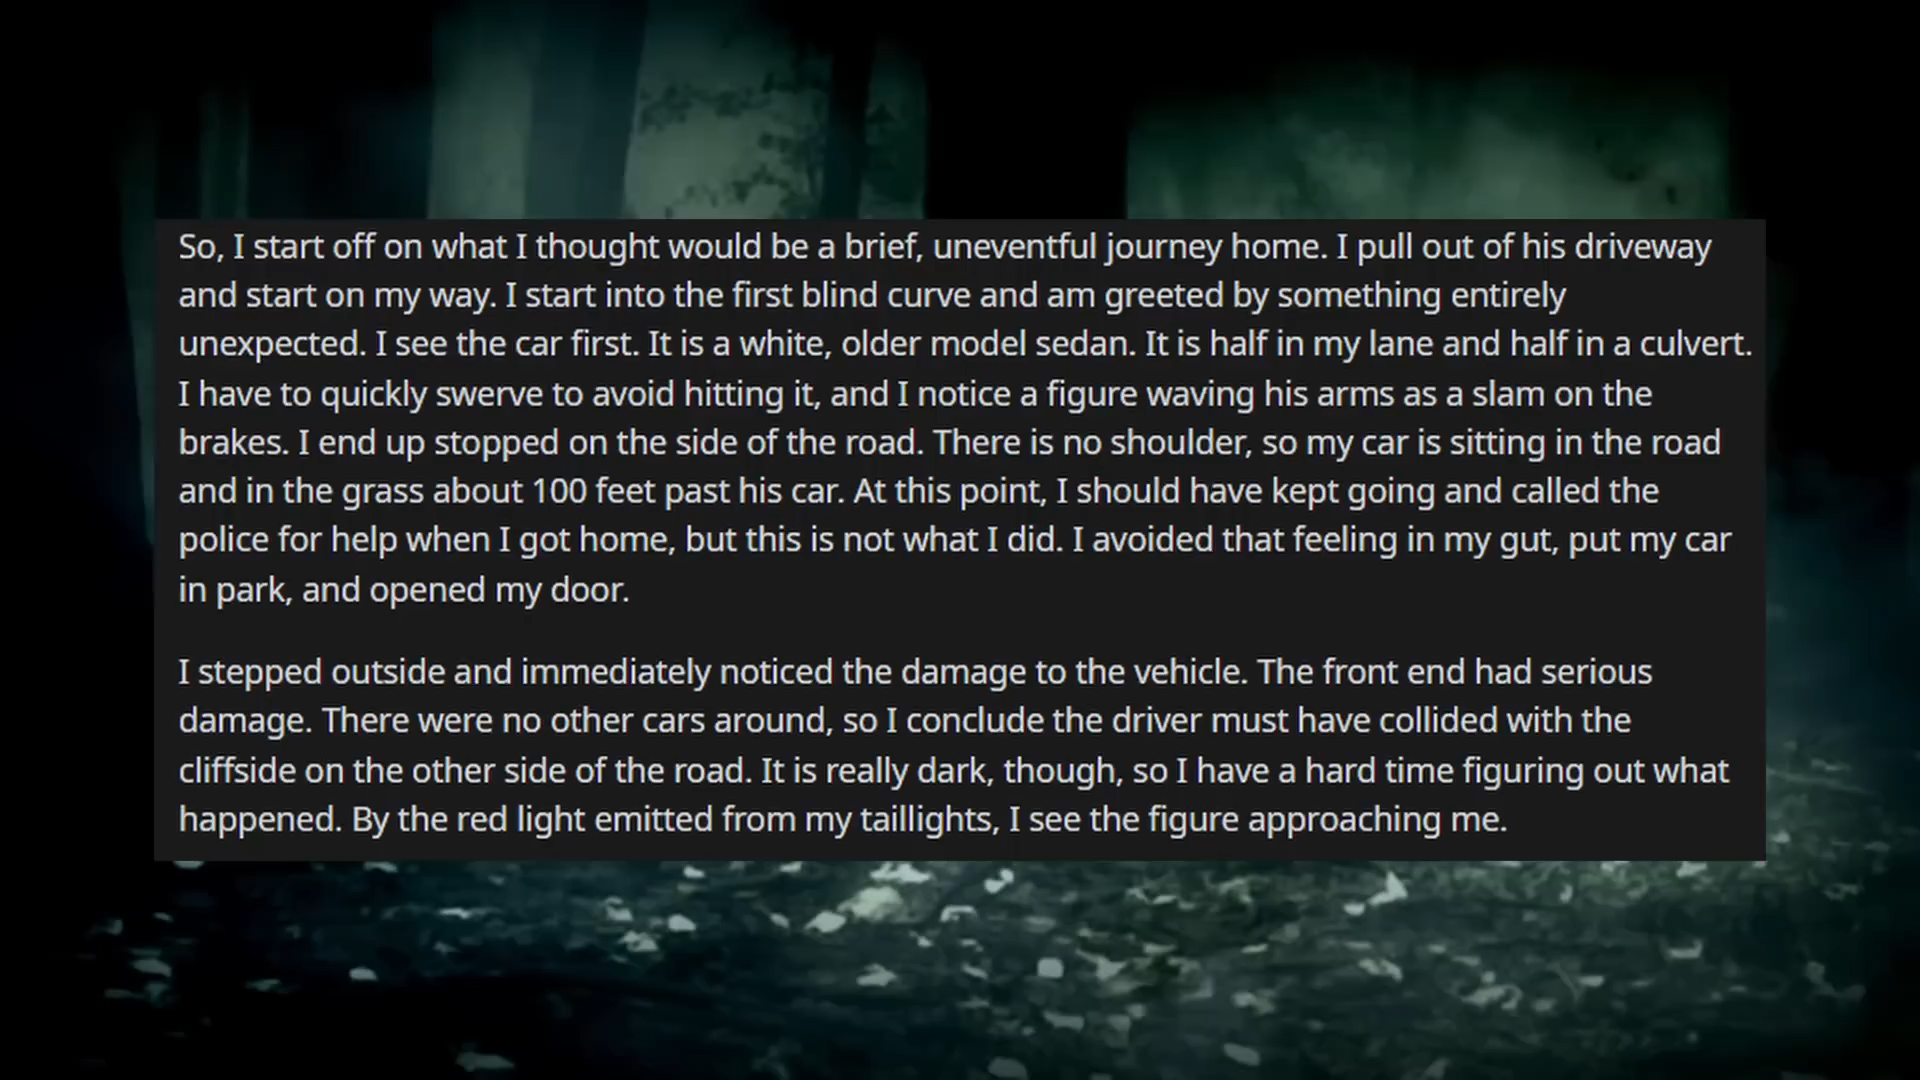 So, I start off on what I thought would be a brief, uneventful journey home. I pull out of his driveway
and start on my way. I start into the first blind curve and am greeted by something entirely
unexpected. I see the car first. It is a white, older model sedan. It is half in my lane and half in a culvert.
I have to quickly swerve to avoid hitting it, and I notice a figure waving his arms as a slam on the
brakes. I end up stopped on the side of the road. There is no shoulder, so my car is sitting in the road
and in the grass about 100 feet past his car. At this point, I should have kept going and called the
police for help when I got home, but this is not what I did. I avoided that feeling in my gut, put my car
in park, and opened my door.
I stepped outside and immediately noticed the damage to the vehicle. The front end had serious
damage. There were no other cars around, so I conclude the driver must have collided with the
cliffside on the other side of the road. It is really dark, though, so I have a hard time figuring out what
happened. By the red light emitted from my taillights, I see the figure approaching me.